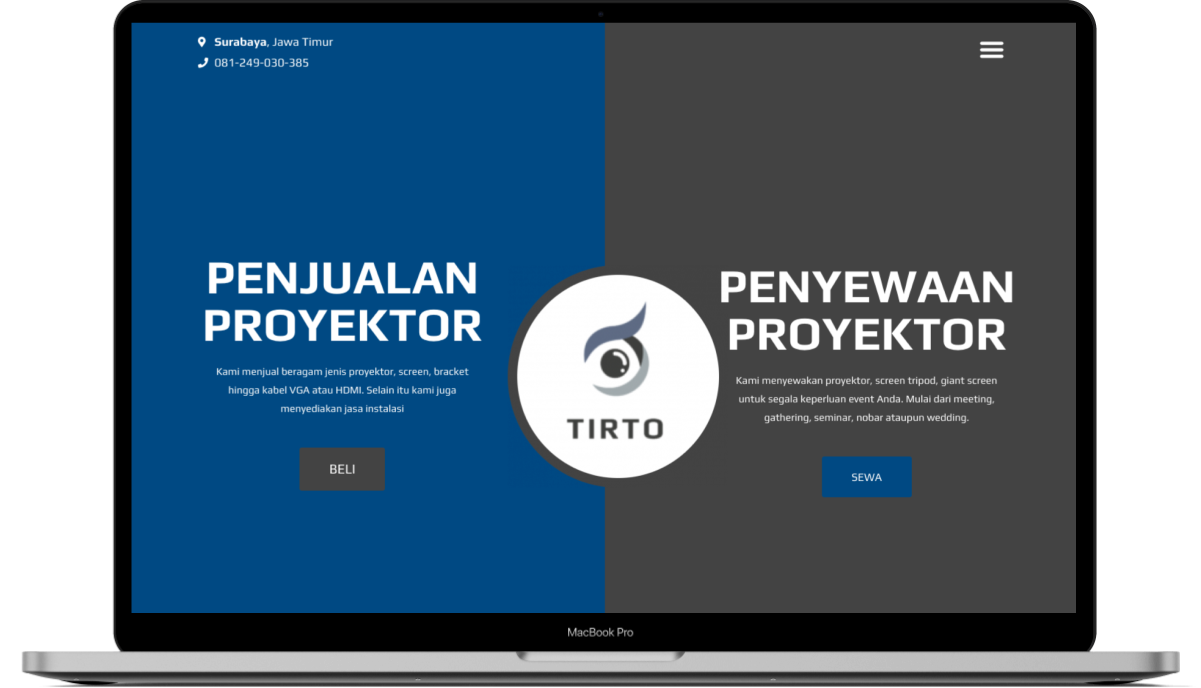 Surabaya, Jawa Timur
081-249-030-385
PENJUALAN
PROYEKTOR
Kami menjual beragam jenis proyektor, screen, bracket
hingga kabel VGA atau HDMI. Selain itu kami juga
menyediakan jasa instalasi
BELI
TIRTO
PENYEWAAN
PROYEKTOR
Kami menyewakan proyektor, screen tripod, giant screen
untuk segala keperluan event Anda. Mulai dari meeting,
gathering, seminar, nobar ataupun wedding.
SEWA
MacBook Pro